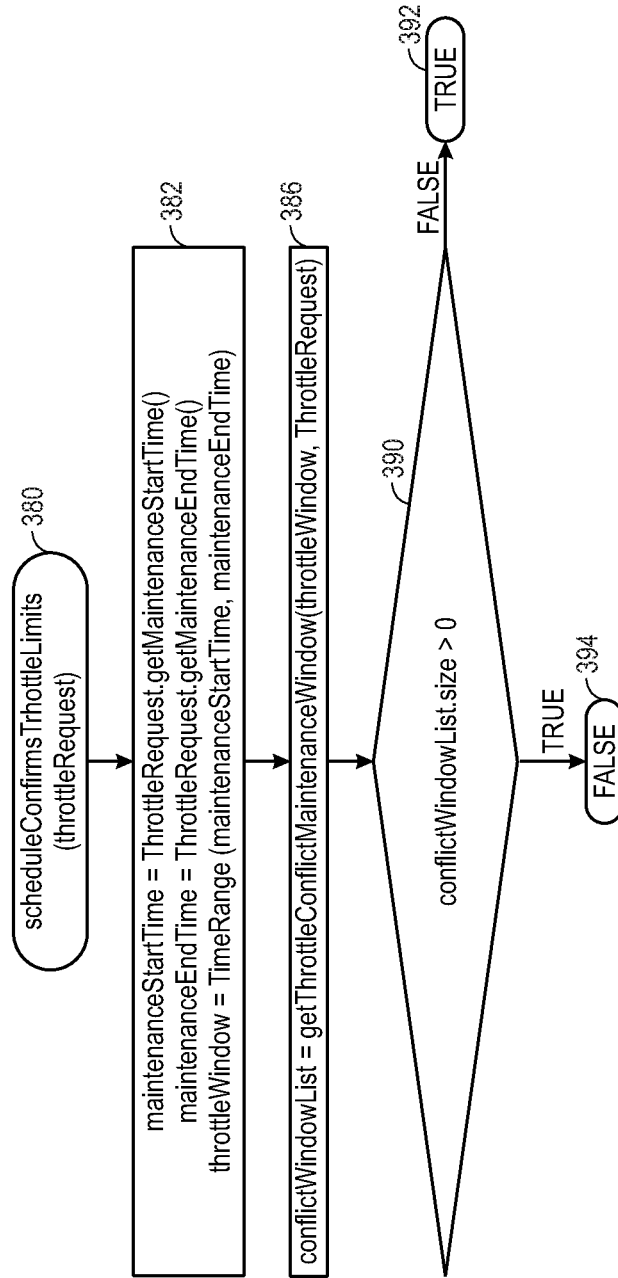 scheduleConfirmsTrhottleLimits
(throttleRequest)
380
maintenanceStartTime = ThrottleRequest.getMaintenanceStartTime()
maintenanceEndTime = ThrottleRequest.getMaintenanceEndTime()
throttleWindow = TimeRange (maintenanceStartTime, maintenanceEndTime)
382
conflictWindowList = getThrottleConflictMaintenanceWindow(throttleWindow, ThrottleRequest)
386
conflictWindowList.size > 0
390
FALSE
TRUE
392
TRUE
FALSE
394